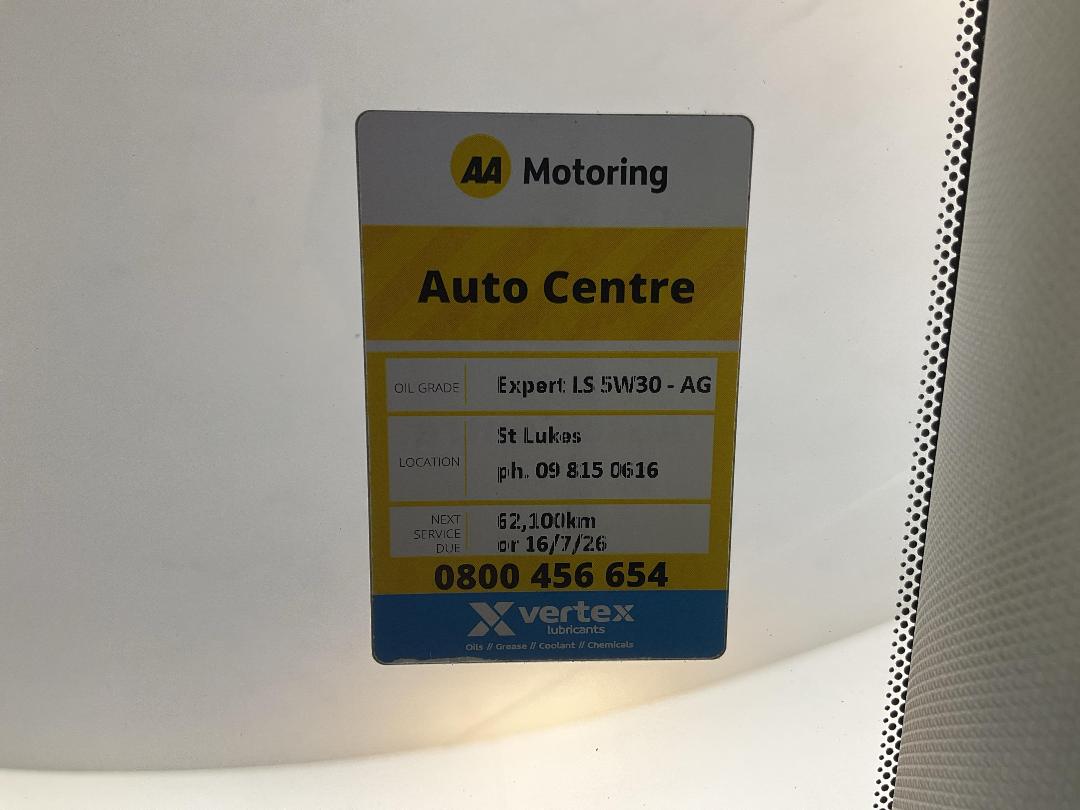 AA Motoring
Auto Centre
OIL GRADE Expert LS 5W30 - AG
LOCATION St Lukes
ph. 09 815 0616
NEXT SERVICE DUE 62,100km
or 16/7/26
0800 456 654
vertex
lubricants
Oils // Grease // Coolant // Chemicals